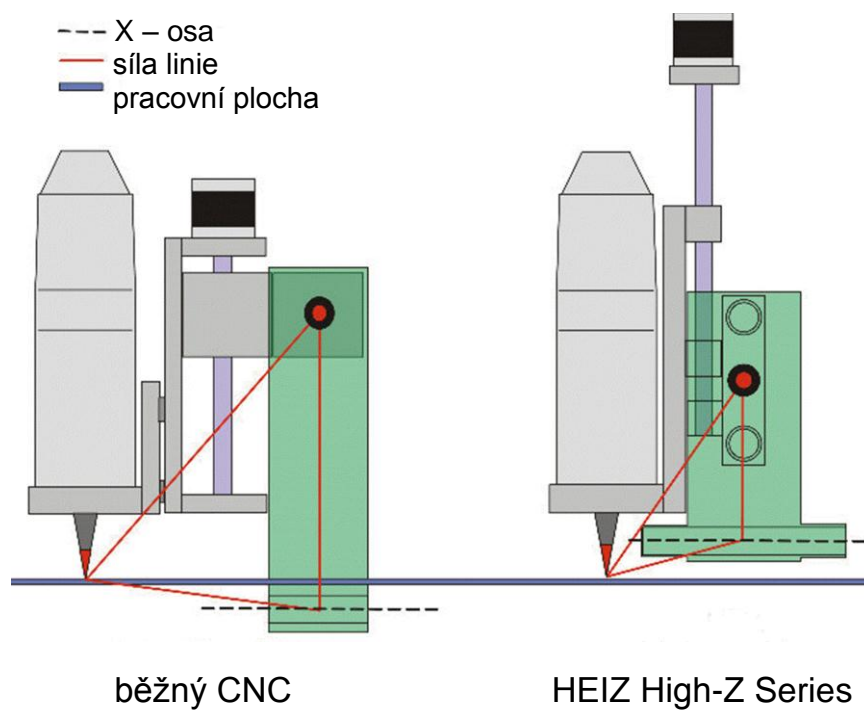 X – osa
síla linie
pracovní plocha
běžný CNC
HEIZ High-Z Series